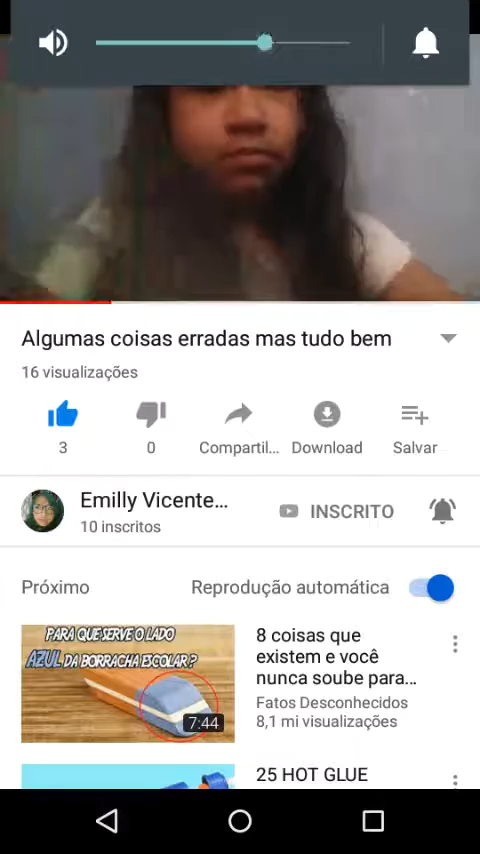 Algumas coisas erradas mas tudo bem
16 visualizações
3
0
Compartil...
Download
Salvar
Emilly Vicente...
10 inscritos
INSCRITO
Próximo
Reprodução automática
PARA QUE SERVE O LADO
AZUL DA BORRACHA ESCOLAR?
7:44
8 coisas que
existem e você
nunca soube para...
Fatos Desconhecidos
8,1 mi visualizações
25 HOT GLUE